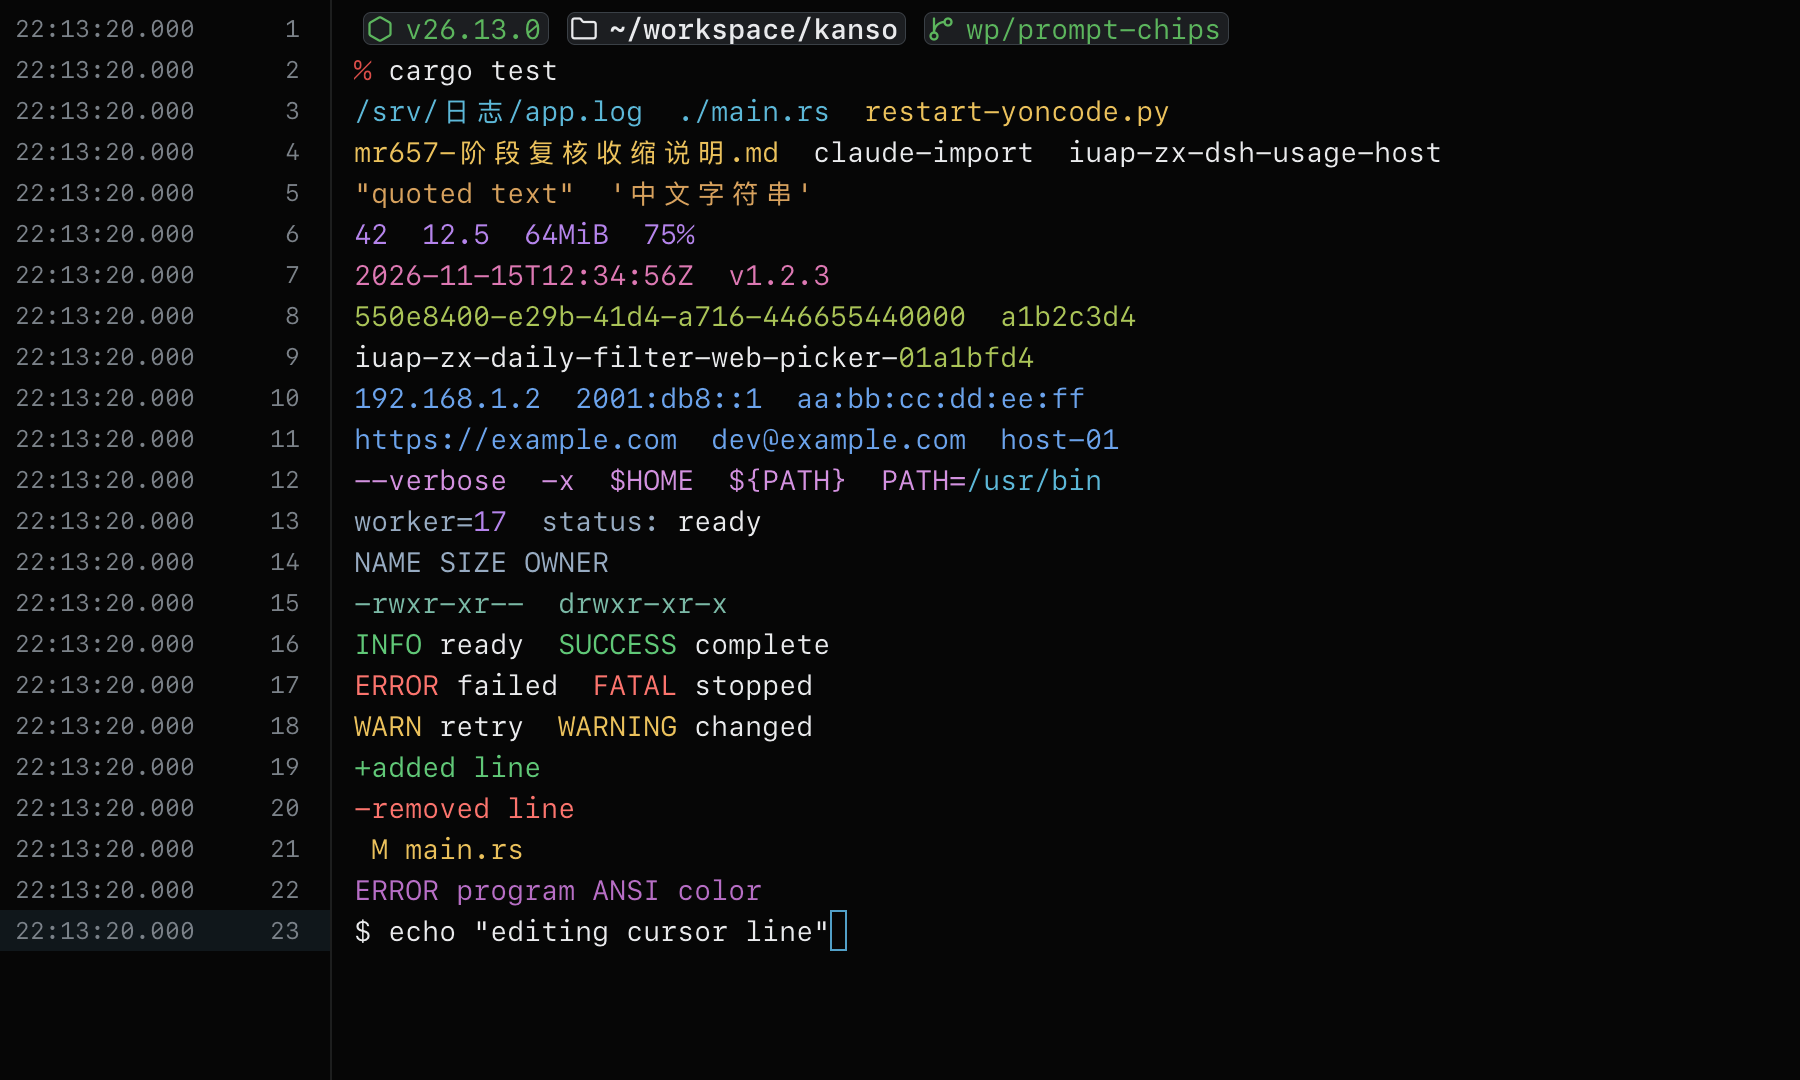 22:13:20.000 1 v26.13.0 ~/workspace/kanso wp/prompt-chips
22:13:20.000 2 % cargo test
22:13:20.000 3 /srv/日志/app.log ./main.rs restart-yoncode.py
22:13:20.000 4 mr657-阶段复核收缩说明.md claude-import iuap-zx-dsh-usage-host
22:13:20.000 5 "quoted text" '中文字符串'
22:13:20.000 6 42 12.5 64MiB 75%
22:13:20.000 7 2026-11-15T12:34:56Z v1.2.3
22:13:20.000 8 550e8400-e29b-41d4-a716-446655440000 a1b2c3d4
22:13:20.000 9 iuap-zx-daily-filter-web-picker-01a1bfd4
22:13:20.000 10 192.168.1.2 2001:db8::1 aa:bb:cc:dd:ee:ff
22:13:20.000 11 https://example.com dev@example.com host-01
22:13:20.000 12 --verbose -x $HOME ${PATH} PATH=/usr/bin
22:13:20.000 13 worker=17 status: ready
22:13:20.000 14 NAME SIZE OWNER
22:13:20.000 15 -rwxr-xr-- drwxr-xr-x
22:13:20.000 16 INFO ready SUCCESS complete
22:13:20.000 17 ERROR failed FATAL stopped
22:13:20.000 18 WARN retry WARNING changed
22:13:20.000 19 +added line
22:13:20.000 20 -removed line
22:13:20.000 21 M main.rs
22:13:20.000 22 ERROR program ANSI color
22:13:20.000 23 $ echo "editing cursor line"